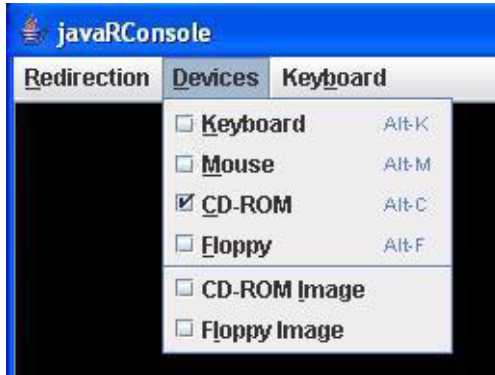 javaRConsole
Redirection Devices Keyboard
Keyboard Alt-K
Mouse Alt-M
CD-ROM Alt-C
Floppy Alt-F
CD-ROM Image
Floppy Image